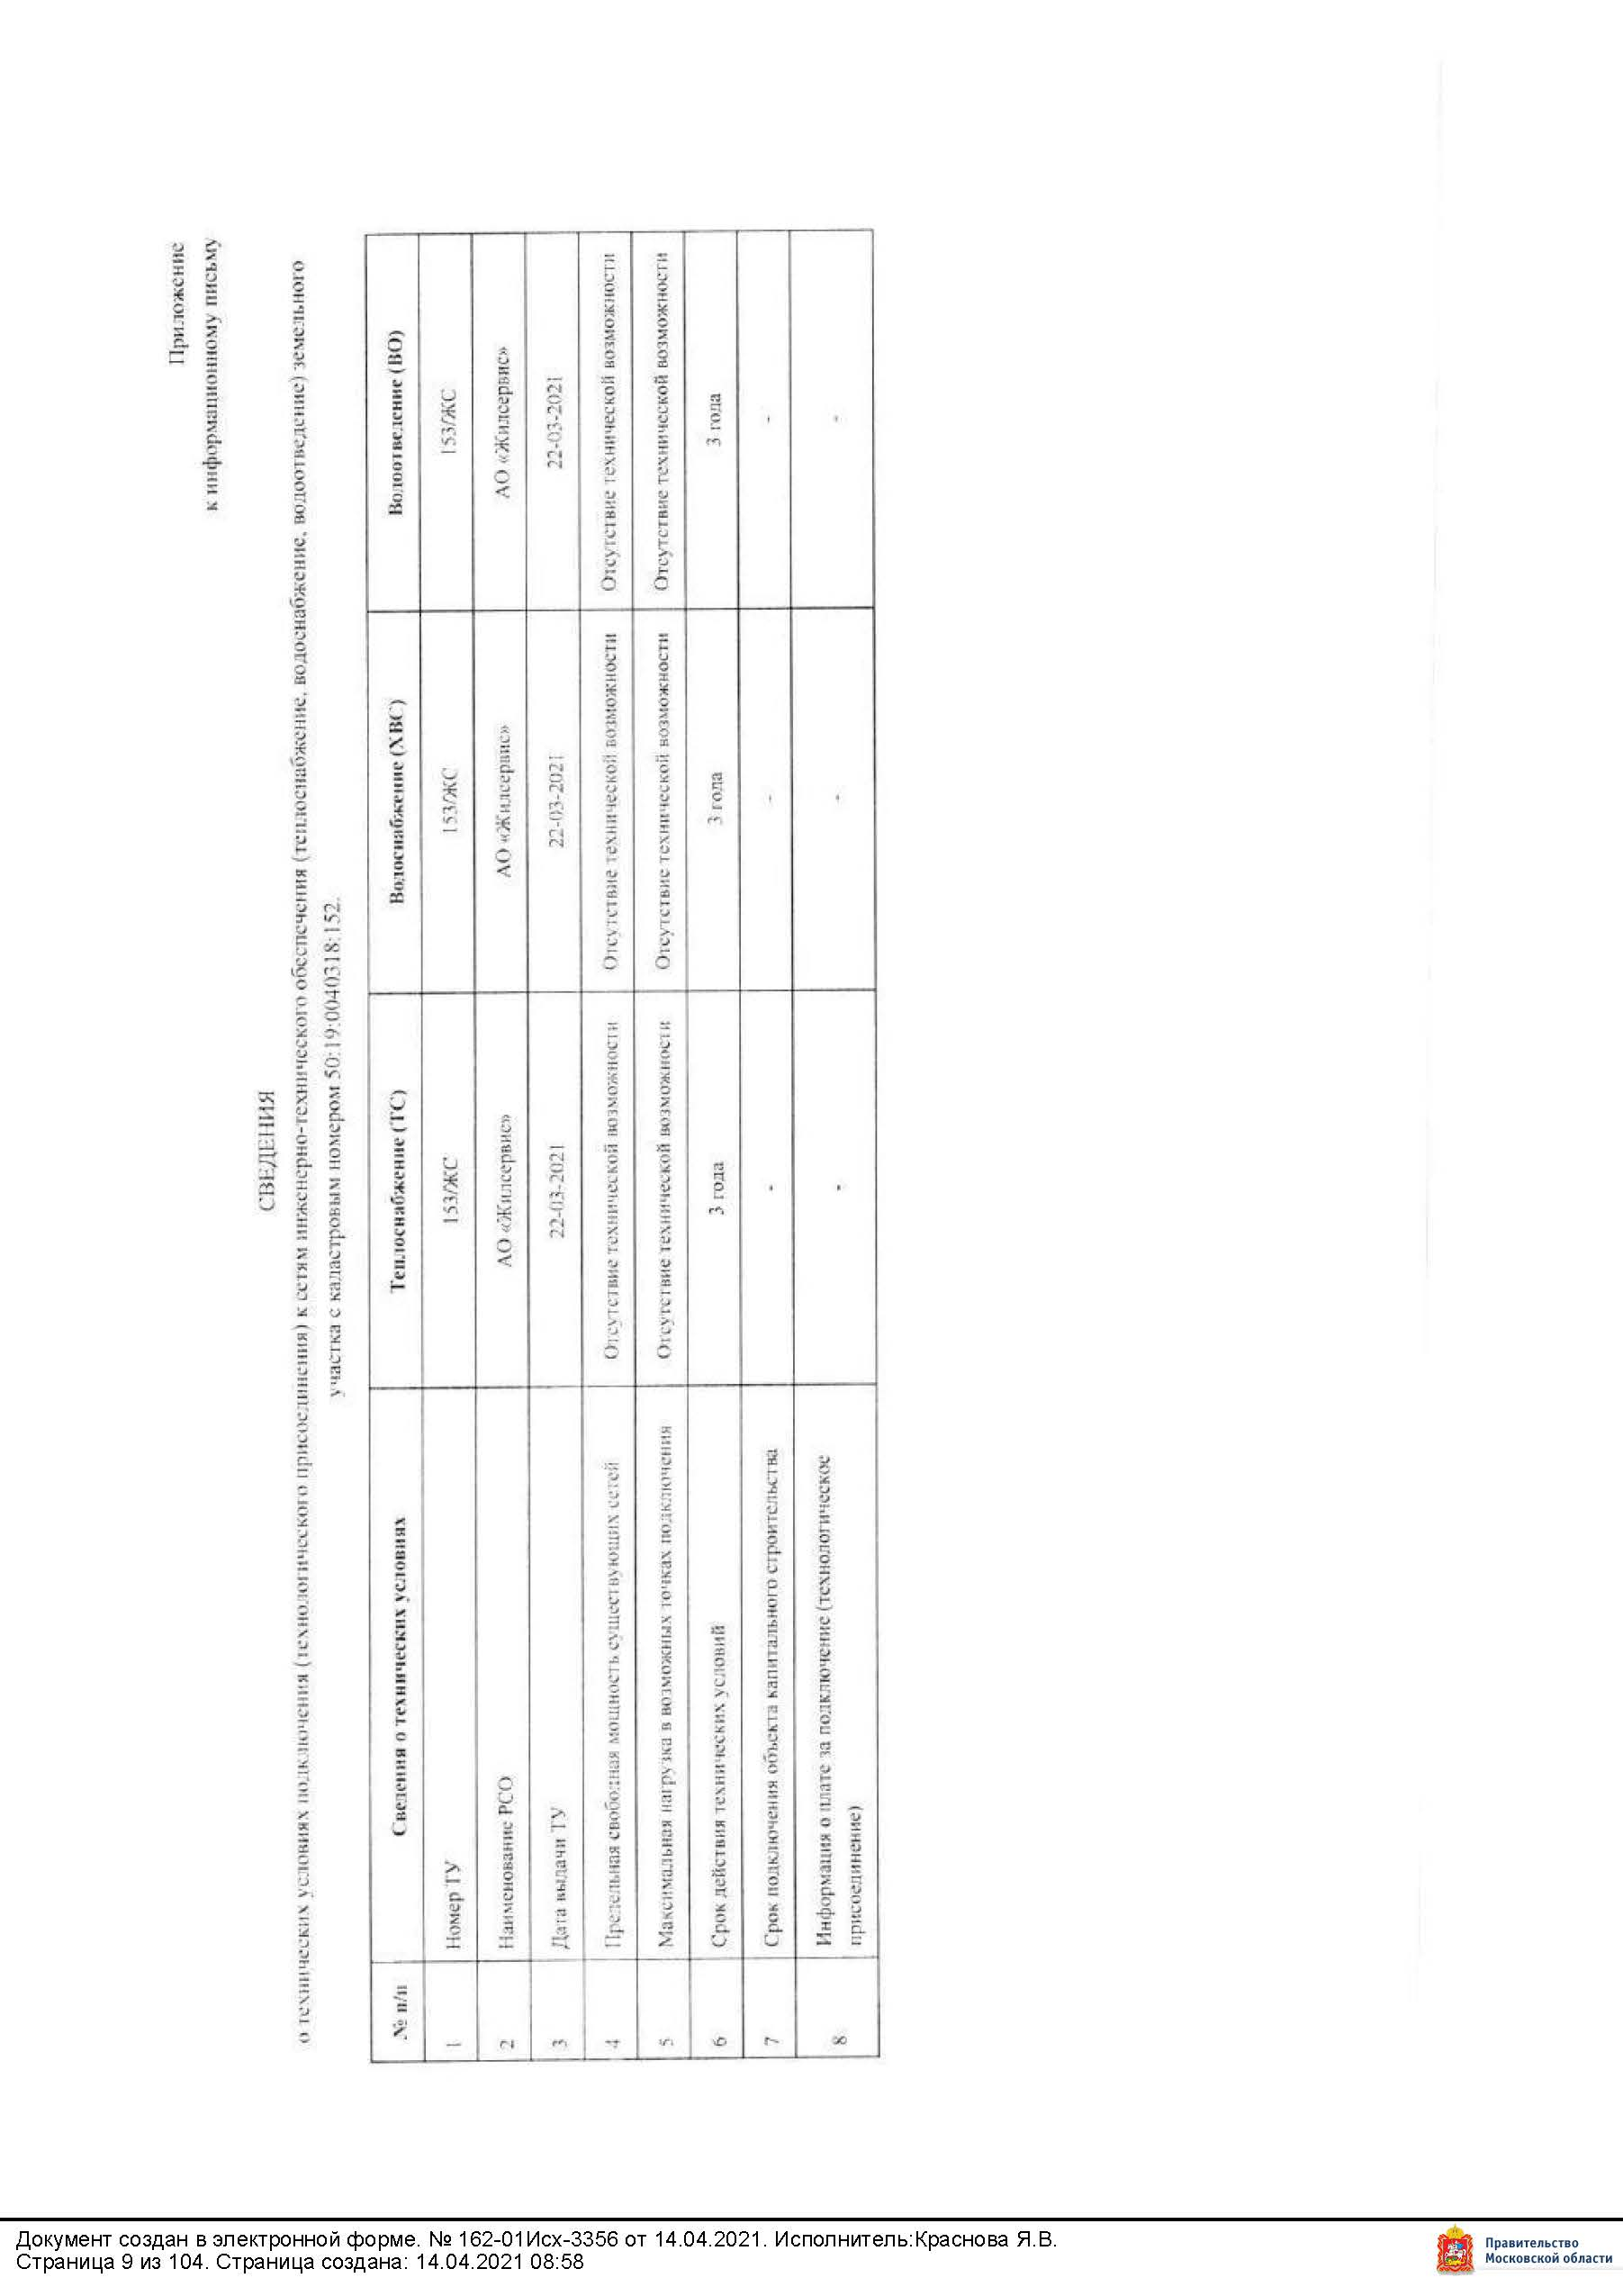 Приложение
к информационному письму
СВЕДЕНИЯ
о технических условиях подключения (технологического присоединения) к сетям инженерно-технического обеспечения (теплоснабжение, водоснабжение, водоотведение) земельного
участка с кадастровым номером 50:19:0040318:152.
№ п/п Сведения о технических условиях Теплоснабжение (ТС) Водоснабжение (ХВС) Водоотведение (ВО)
1 Номер ТУ 153/ЖС 153/ЖС 153/ЖС
2 Наименование РСО АО «Жилсервис» АО «Жилсервис» АО «Жилсервис»
3 Дата выдачи ТУ 22-03-2021 22-03-2021 22-03-2021
4 Предельная свободная мощность существующих сетей Отсутствие технической возможности Отсутствие технической возможности Отсутствие технической возможности
5 Максимальная нагрузка в возможных точках подключения Отсутствие технической возможности Отсутствие технической возможности Отсутствие технической возможности
6 Срок действия технических условий 3 года 3 года 3 года
7 Срок подключения объекта капитального строительства - - -
8 Информация о плате за подключение (технологическое - - -
присоединение)
Документ создан в электронной форме. № 162-01Исх-3356 от 14.04.2021. Исполнитель:Краснова Я.В.
Страница 9 из 104. Страница создана: 14.04.2021 08:58
Правительство
Московской области